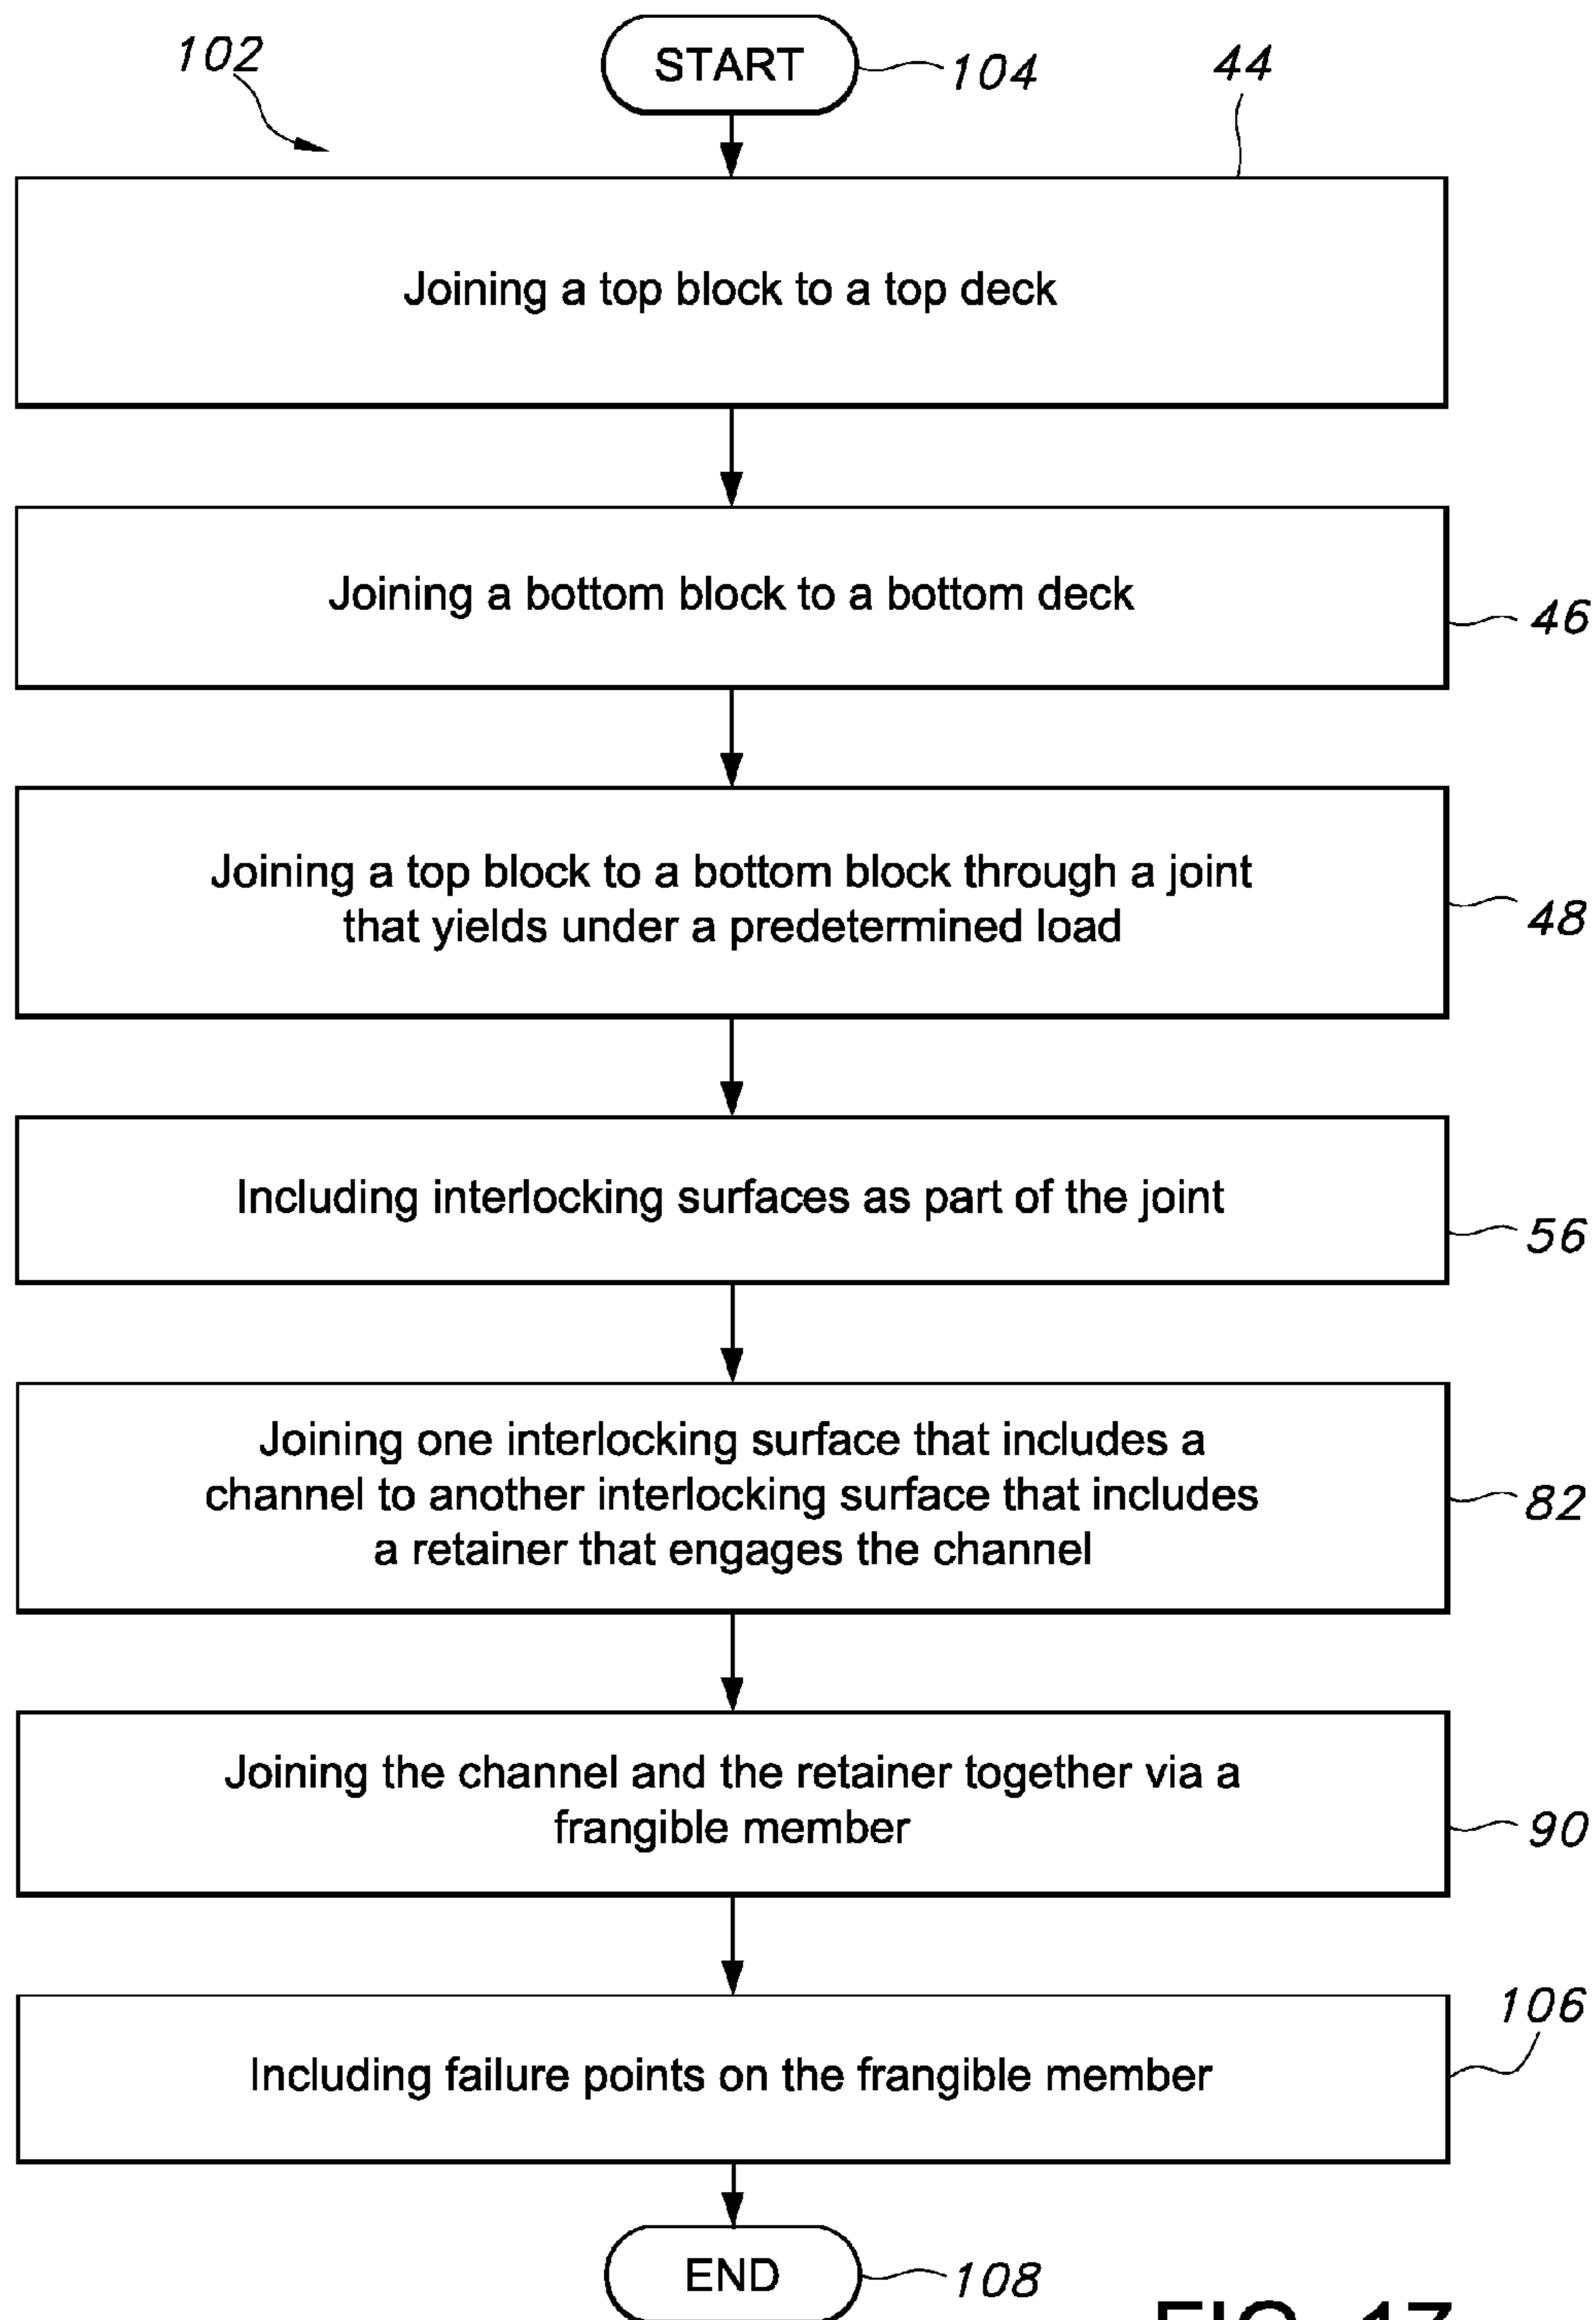 102
START
104
44
Joining a top block to a top deck
Joining a bottom block to a bottom deck
46
Joining a top block to a bottom block through a joint
that yields under a predetermined load
48
Including interlocking surfaces as part of the joint
56
Joining one interlocking surface that includes a
channel to another interlocking surface that includes
a retainer that engages the channel
82
Joining the channel and the retainer together via a
frangible member
90
106
Including failure points on the frangible member
END
108
FIG. 17